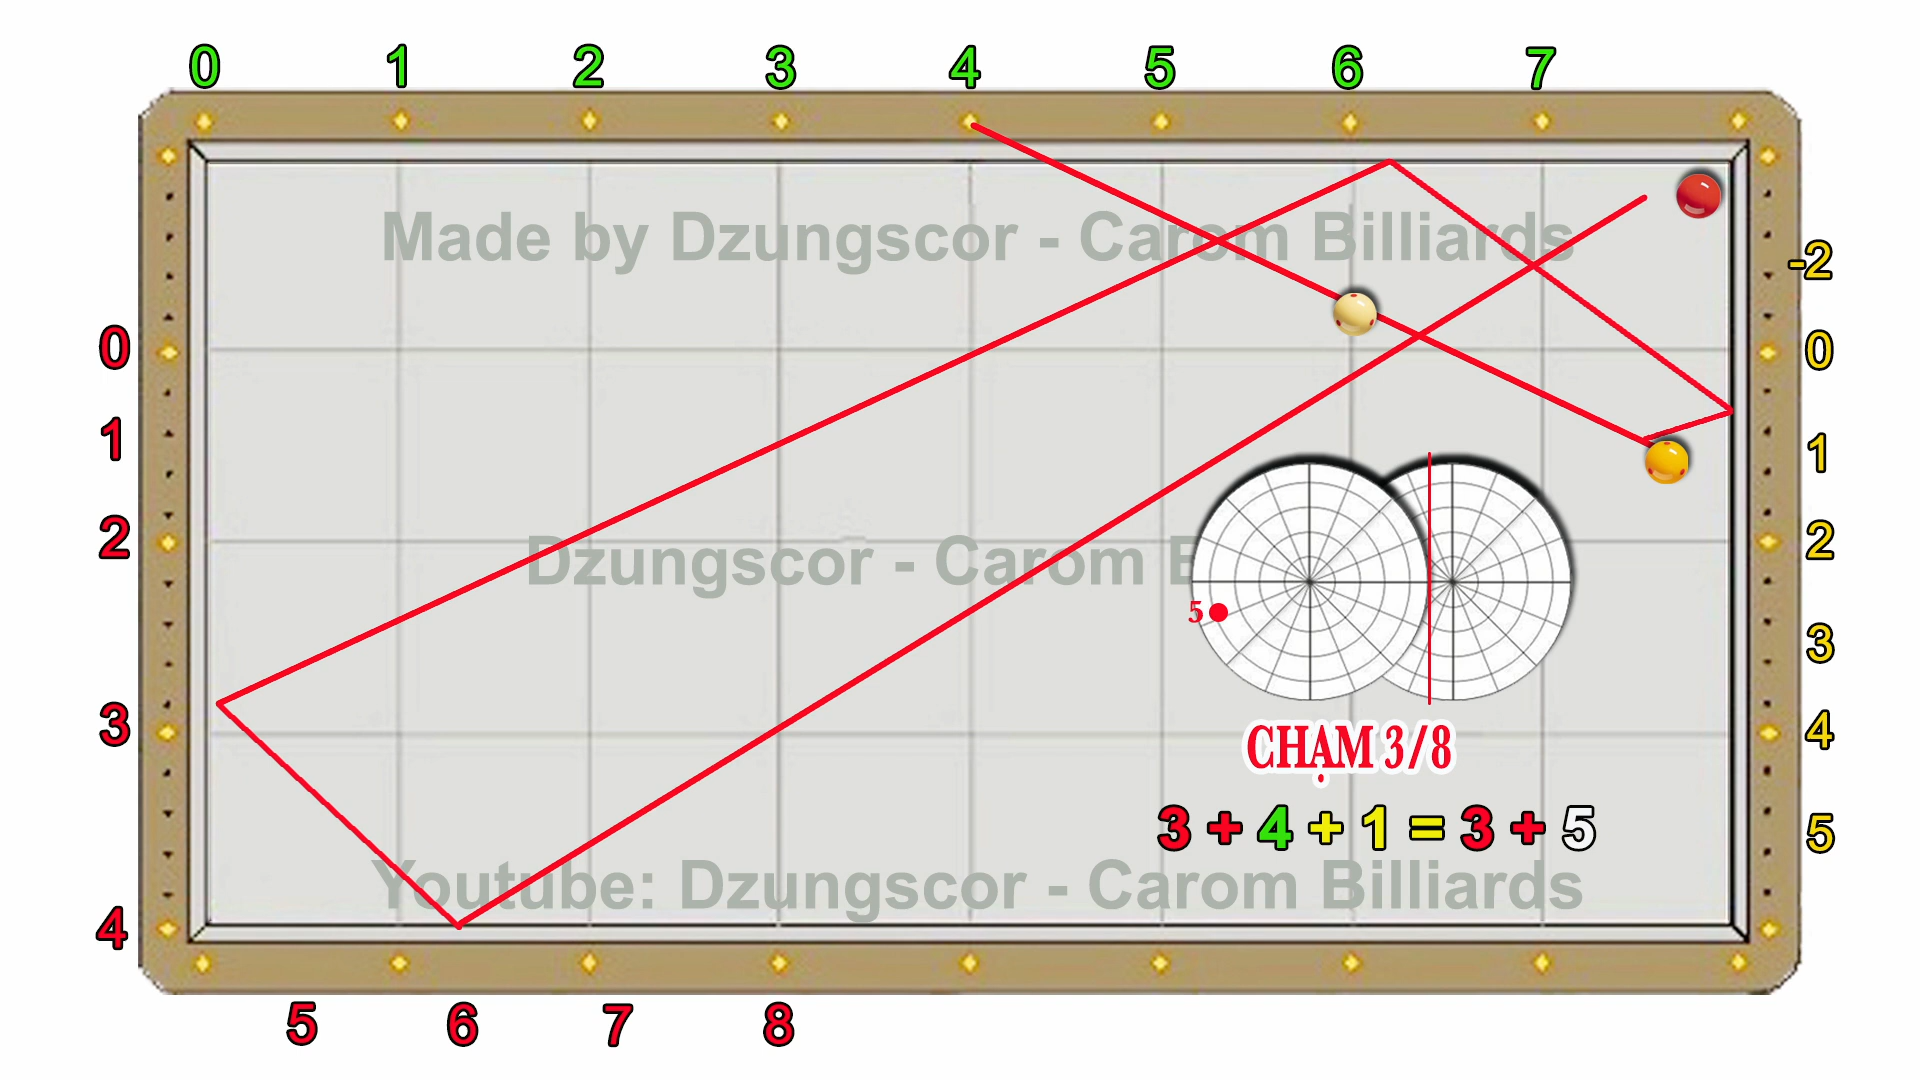 0 1 2 3 4 5 6 7
Made by Dzungscor - Carom Billiards
-2
0 0
1 1
2 2
Dzungscor - Carom B
5
3
3 4
CHẠM 3/8
3 + 4 + 1 = 3 + 5
5
Youtube: Dzungscor - Carom Billiards
4
5 6 7 8